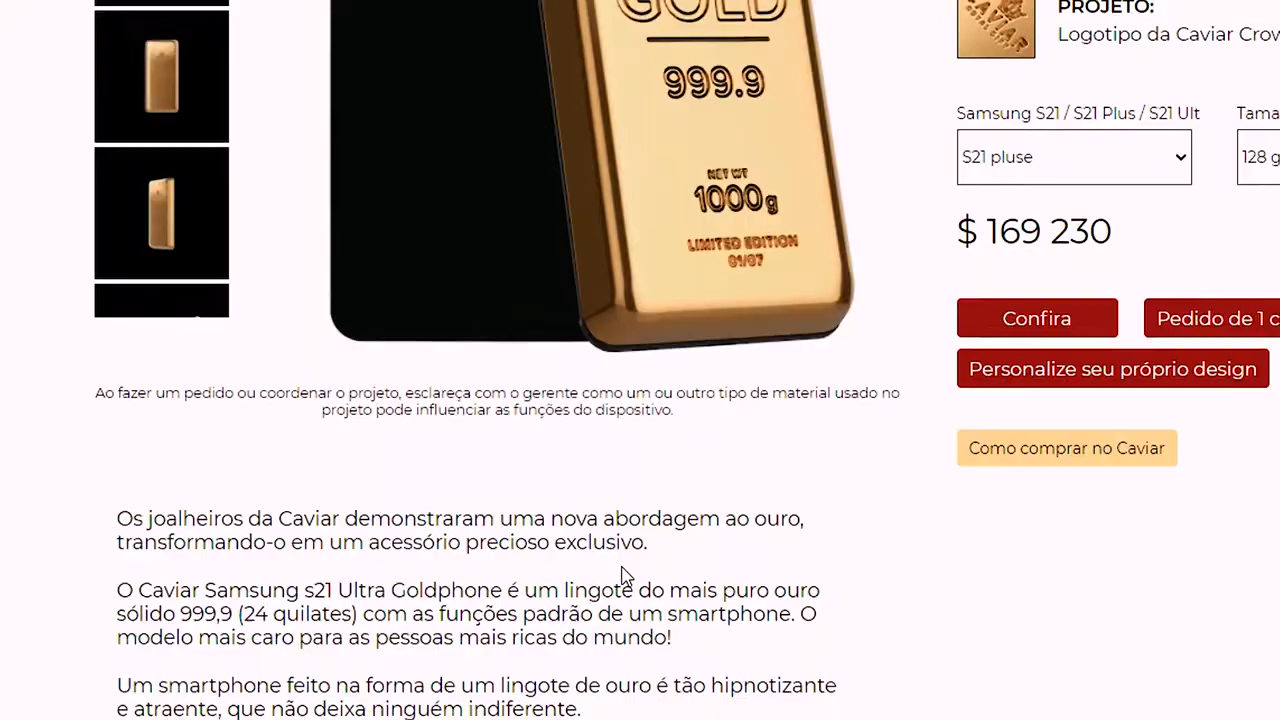 GOLD
999.9
NET WT
1000g
LIMITED EDITION
01/07
PROJETO:
Logotipo da Caviar Crow
Samsung S21 / S21 Plus / S21 Ult
Tama
S21 pluse
128 g
$ 169 230
Confira
Pedido de 1 c
Personalize seu próprio design
Como comprar no Caviar
Ao fazer um pedido ou coordenar o projeto, esclareça com o gerente como um ou outro tipo de material usado no
projeto pode influenciar as funções do dispositivo.
Os joalheiros da Caviar demonstraram uma nova abordagem ao ouro,
transformando-o em um acessório precioso exclusivo.
O Caviar Samsung s21 Ultra Goldphone é um lingote do mais puro ouro
sólido 999,9 (24 quilates) com as funções padrão de um smartphone. O
modelo mais caro para as pessoas mais ricas do mundo!
Um smartphone feito na forma de um lingote de ouro é tão hipnotizante
e atraente, que não deixa ninguém indiferente.